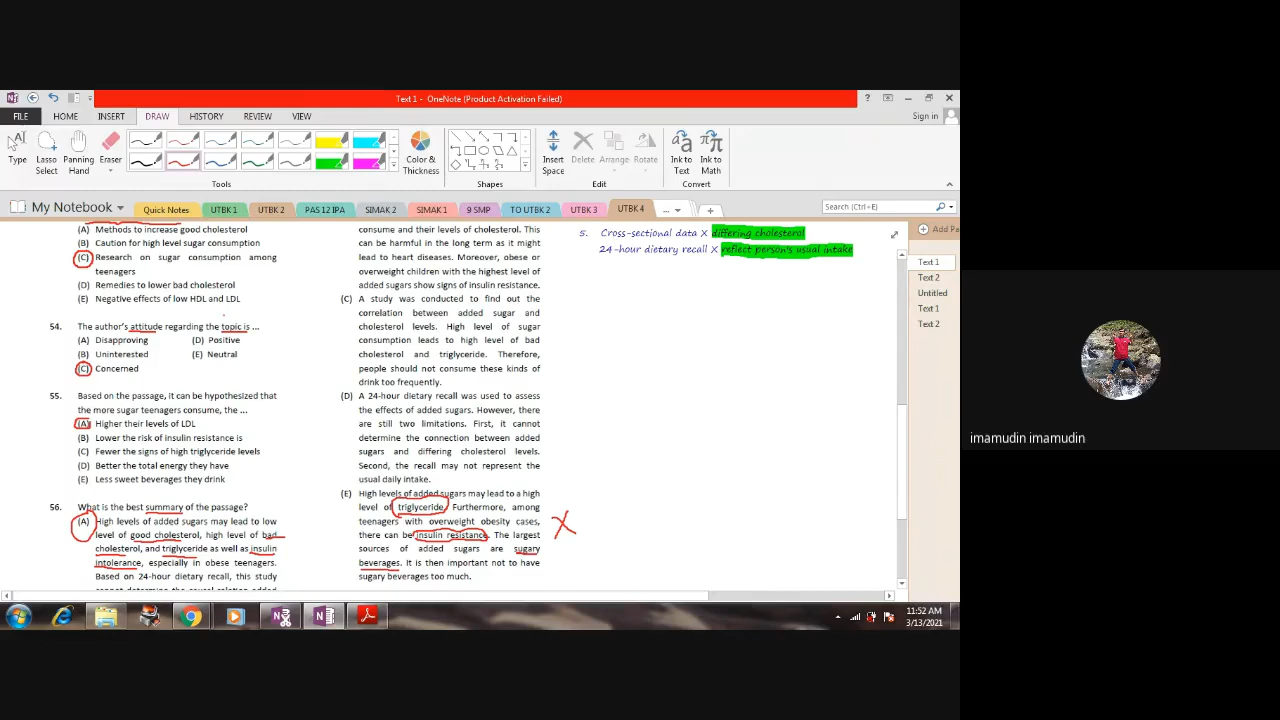 Text 1 - OneNote (Product Activation Failed)
FILE HOME INSERT DRAW HISTORY REVIEW VIEW
Sign in
Type
Lasso Select
Panning Hand
Eraser
Color & Thickness
Insert Space
Delete
Arrange
Rotate
Ink to Text
Ink to Math
Tools
Shapes
Edit
Convert
My Notebook
Quick Notes UTBK 1 UTBK 2 PAS 12 IPA SIMAK 2 SIMAK 1 9 SMP TO UTBK 2 UTBK 3 UTBK 4 ...
Search (Ctrl+E)
(A) Methods to increase good cholesterol
(B) Caution for high level sugar consumption
(C) Research on sugar consumption among
teenagers
(D) Remedies to lower bad cholesterol
(E) Negative effects of low HDL and LDL
54. The author's attitude regarding the topic is ...
(A) Disapproving (D) Positive
(B) Uninterested (E) Neutral
(C) Concerned
55. Based on the passage, it can be hypothesized that
the more sugar teenagers consume, the ...
(A) Higher their levels of LDL
(B) Lower the risk of insulin resistance is
(C) Fewer the signs of high triglyceride levels
(D) Better the total energy they have
(E) Less sweet beverages they drink
56. What is the best summary of the passage?
(A) High levels of added sugars may lead to low
level of good cholesterol, high level of bad
cholesterol, and triglyceride as well as insulin
intolerance, especially in obese teenagers.
Based on 24-hour dietary recall, this study
cannot determine the causal relation added
consume and their levels of cholesterol. This
can be harmful in the long term as it might
lead to heart diseases. Moreover, obese or
overweight children with the highest level of
added sugars show signs of insulin resistance.
(C) A study was conducted to find out the
correlation between added sugar and
cholesterol levels. High level of sugar
consumption leads to high level of bad
cholesterol and triglyceride. Therefore,
people should not consume these kinds of
drink too frequently.
(D) A 24-hour dietary recall was used to assess
the effects of added sugars. However, there
are still two limitations. First, it cannot
determine the connection between added
sugars and differing cholesterol levels.
Second, the recall may not represent the
usual daily intake.
(E) High levels of added sugars may lead to a high
level of triglyceride. Furthermore, among
teenagers with overweight obesity cases,
there can be insulin resistance. The largest
sources of added sugars are sugary
beverages. It is then important not to have
sugary beverages too much.
X
5. Cross-sectional data X differing cholesterol
24-hour dietary recall X reflect person's usual intake
Add Pa
Text 1
Text 2
Untitled
Text 1
Text 2
11:52 AM
3/13/2021
imamudin imamudin